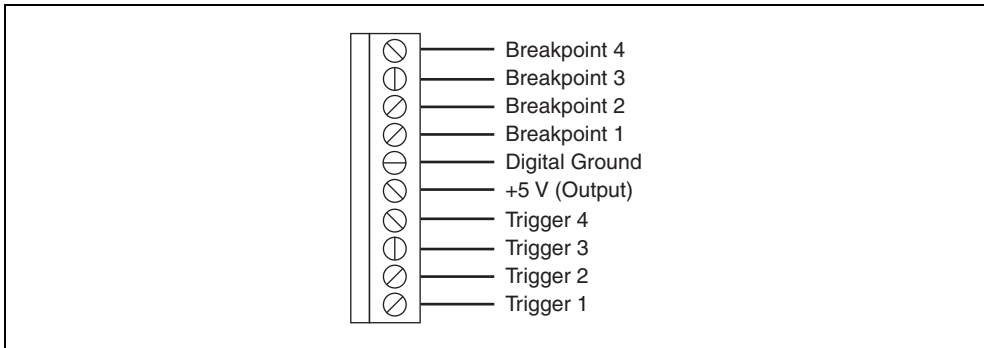 Breakpoint 4
Breakpoint 3
Breakpoint 2
Breakpoint 1
Digital Ground
+5 V (Output)
Trigger 4
Trigger 3
Trigger 2
Trigger 1